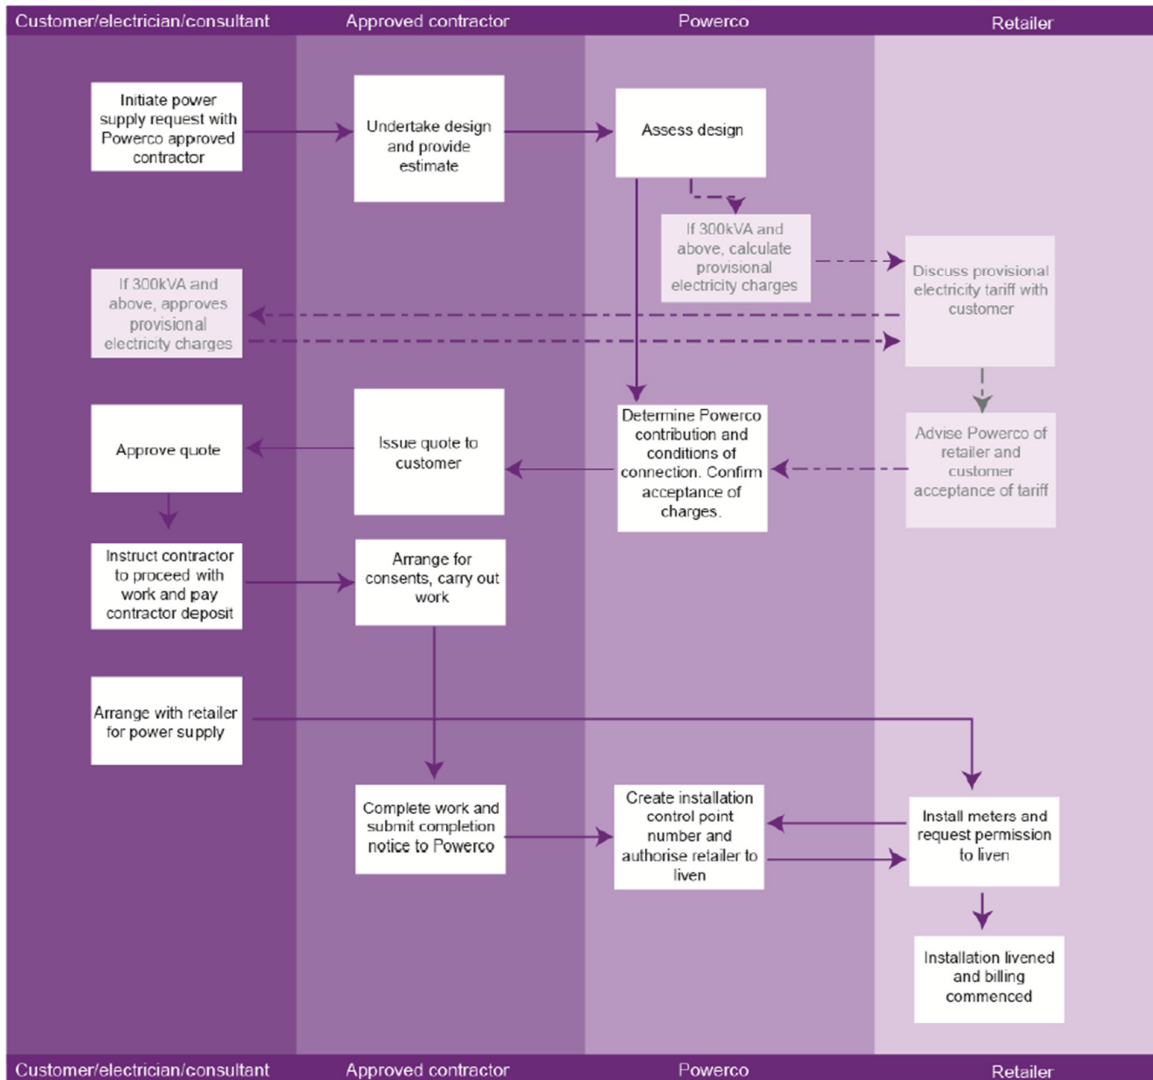 Customer/electrician/consultant
Approved contractor
Powerco
Retailer
Initiate power
supply request with
Powerco approved
contractor
Undertake design
and provide
estimate
Assess design
If 300kVA and
above, calculate
provisional
electricity charges
Discuss provisional
electricity tariff with
customer
If 300kVA and
above, approves
provisional
electricity charges
Determine Powerco
contribution and
conditions of
connection. Confirm
acceptance of
charges.
Advise Powerco of
retailer and
customer
acceptance of tariff
Issue quote to
customer
Approve quote
Instruct contractor
to proceed with
work and pay
contractor deposit
Arrange for
consents, carry out
work
Arrange with retailer
for power supply
Complete work and
submit completion
notice to Powerco
Create installation
control point
number and
authorise retailer to
liven
Install meters and
request permission
to liven
Installation livened
and billing
commenced
Customer/electrician/consultant
Approved contractor
Powerco
Retailer